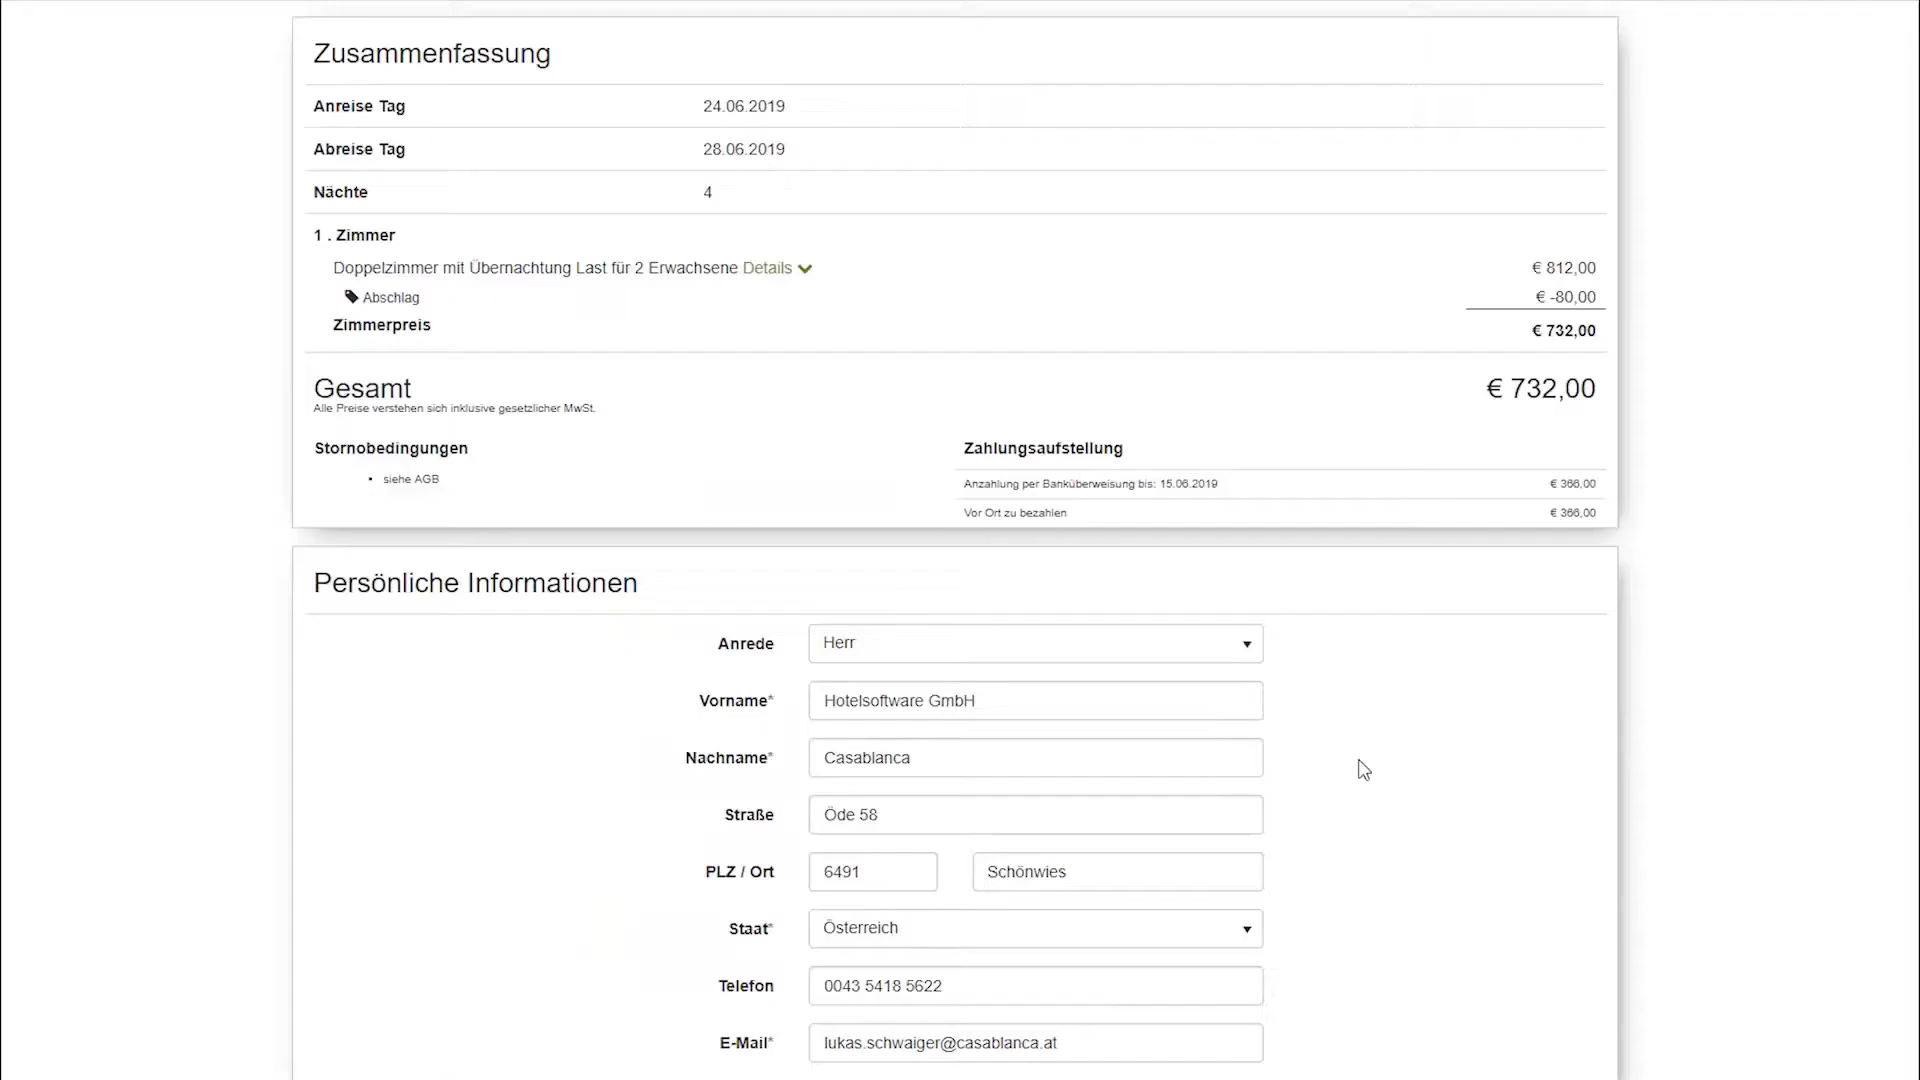 Zusammenfassung
Anreise Tag 24.06.2019
Abreise Tag 28.06.2019
Nächte 4
1 . Zimmer
Doppelzimmer mit Übernachtung Last für 2 Erwachsene Details € 812,00
Abschlag € -80,00
Zimmerpreis € 732,00
Gesamt € 732,00
Alle Preise verstehen sich inklusive gesetzlicher MwSt.
Stornobedingungen
siehe AGB
Zahlungsaufstellung
Anzahlung per Banküberweisung bis: 15.06.2019 € 366,00
Vor Ort zu bezahlen € 366,00
Persönliche Informationen
Anrede Herr
Vorname* Hotelsoftware GmbH
Nachname* Casablanca
Straße Öde 58
PLZ / Ort 6491 Schönwies
Staat* Österreich
Telefon 0043 5418 5622
E-Mail* lukas.schwaiger@casablanca.at